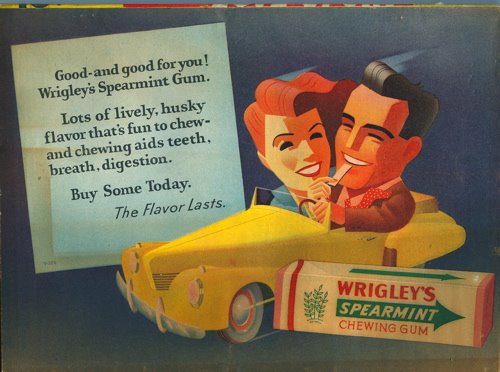 Good-and good for you!
Wrigley's Spearmint Gum.
Lots of lively, husky
flavor that's fun to chew-
and chewing aids teeth,
breath, digestion.
Buy Some Today.
The Flavor Lasts.
WRIGLEY'S
SPEARMINT
CHEWING GUM